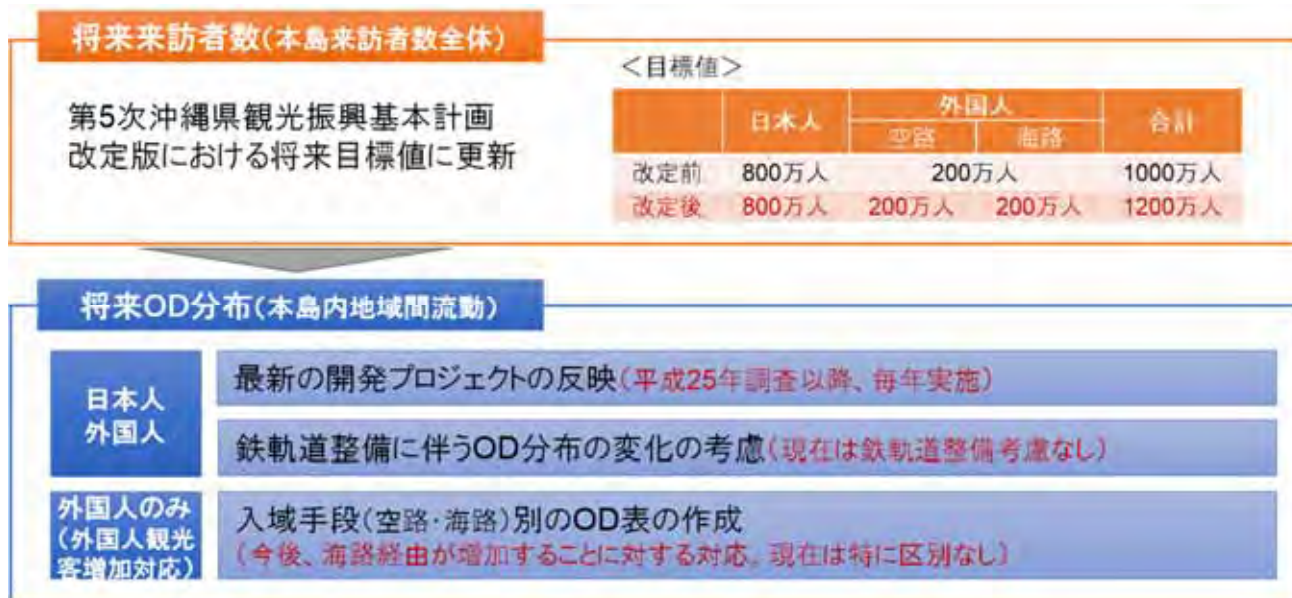 将来来訪者数(本島来訪者数全体)
第5次沖縄県観光振興基本計画
改定版における将来目標値に更新
＜目標値＞
日本人 外国人 合計
空路 海路
改定前 800万人 200万人 1000万人
改定後 800万人 200万人 200万人 1200万人
将来OD分布(本島内地域間流動)
日本人
外国人
最新の開発プロジェクトの反映(平成25年調査以降、毎年実施)
鉄軌道整備に伴うOD分布の変化の考慮(現在は鉄軌道整備考慮なし)
外国人のみ
(外国人観光
客増加対応)
入域手段(空路・海路)別のOD表の作成
(今後、海路経由が増加することに対する対応。現在は特に区別なし)